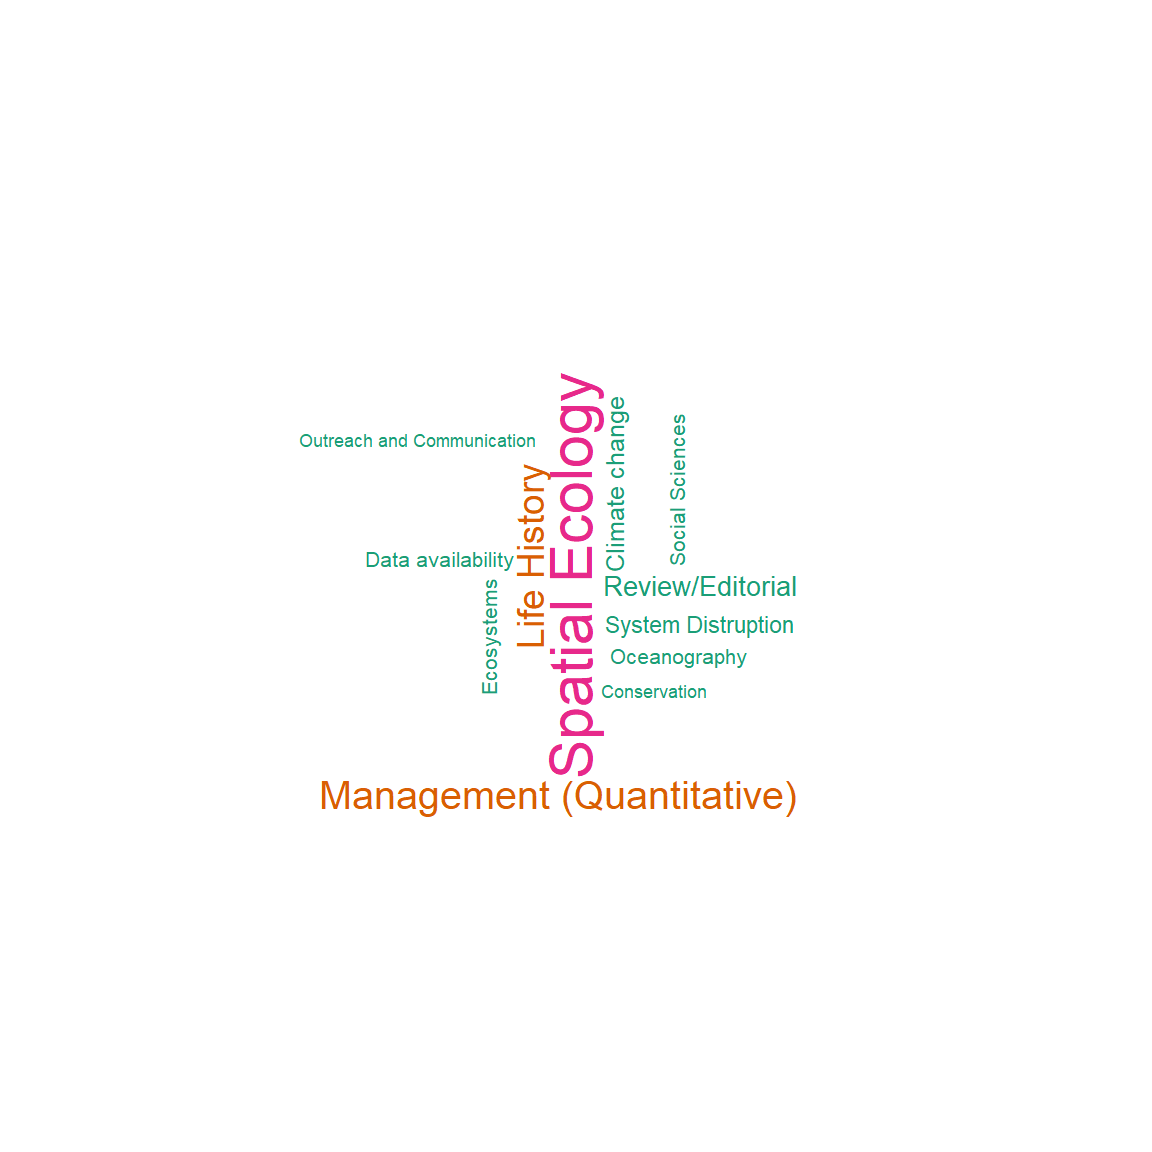 Spatial Ecology
Climate change
Social Sciences
Outreach and Communication
Life History
Data availability
Review/Editorial
Ecosystems
System Distruption
Oceanography
Conservation
Management (Quantitative)